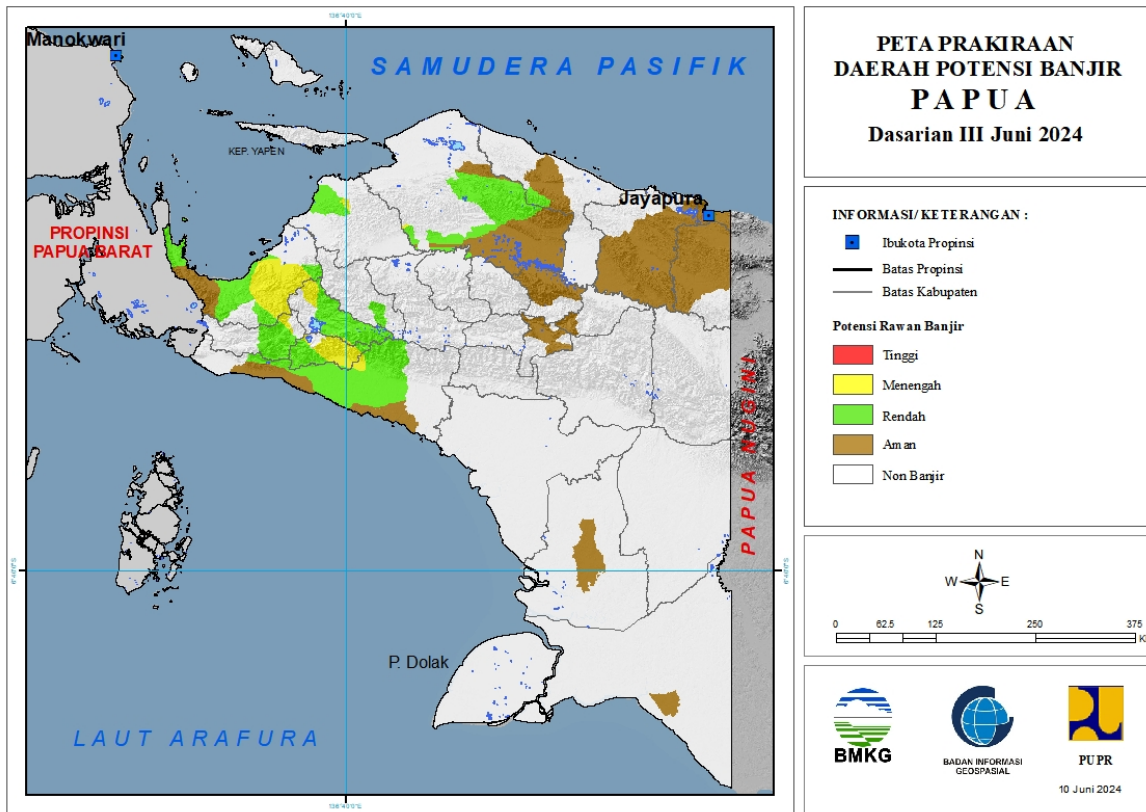 Manokwari
SAMUDERA PASIFIK
KEP. YAPEN
Jayapura
PROPINSI
PAPUA BARAT
PAPUA NUGINI
P. Dolak
LAUT ARAFURA
PETA PRAKIRAAN
DAERAH POTENSI BANJIR
PAPUA
Dasarian III Juni 2024
INFORMASI/ KETERANGAN :
Ibukota Propinsi
Batas Propinsi
Batas Kabupaten
Potensi Rawan Banjir
Tinggi
Menengah
Rendah
Aman
Non Banjir
N
W E
S
0 62.5 125 250 375
BMKG
BADAN INFORMASI
GEOSPASIAL
PUPR
10 Juni 2024